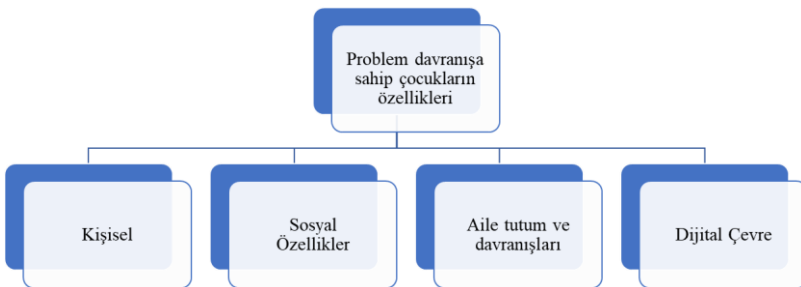 Problem davranışa
sahip çocukların
özellikleri
Kişisel
Sosyal
Özellikler
Aile tutum ve
davranışları
Dijital Çevre